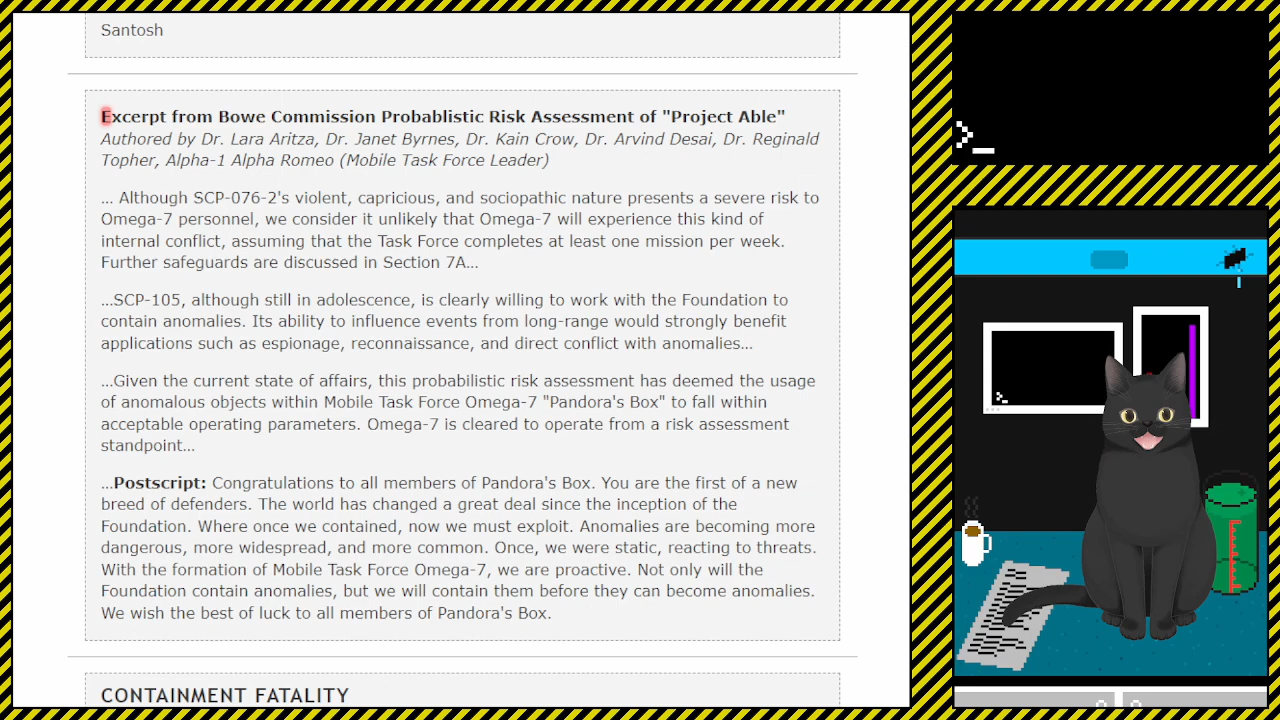 Santosh
Excerpt from Bowe Commission Probablistic Risk Assessment of "Project Able"
Authored by Dr. Lara Aritza, Dr. Janet Byrnes, Dr. Kain Crow, Dr. Arvind Desai, Dr. Reginald
Topher, Alpha-1 Alpha Romeo (Mobile Task Force Leader)
... Although SCP-076-2's violent, capricious, and sociopathic nature presents a severe risk to
Omega-7 personnel, we consider it unlikely that Omega-7 will experience this kind of
internal conflict, assuming that the Task Force completes at least one mission per week.
Further safeguards are discussed in Section 7A...
...SCP-105, although still in adolescence, is clearly willing to work with the Foundation to
contain anomalies. Its ability to influence events from long-range would strongly benefit
applications such as espionage, reconnaissance, and direct conflict with anomalies...
...Given the current state of affairs, this probabilistic risk assessment has deemed the usage
of anomalous objects within Mobile Task Force Omega-7 "Pandora's Box" to fall within
acceptable operating parameters. Omega-7 is cleared to operate from a risk assessment
standpoint...
...Postscript: Congratulations to all members of Pandora's Box. You are the first of a new
breed of defenders. The world has changed a great deal since the inception of the
Foundation. Where once we contained, now we must exploit. Anomalies are becoming more
dangerous, more widespread, and more common. Once, we were static, reacting to threats.
With the formation of Mobile Task Force Omega-7, we are proactive. Not only will the
Foundation contain anomalies, but we will contain them before they can become anomalies.
We wish the best of luck to all members of Pandora's Box.
CONTAINMENT FATALITY